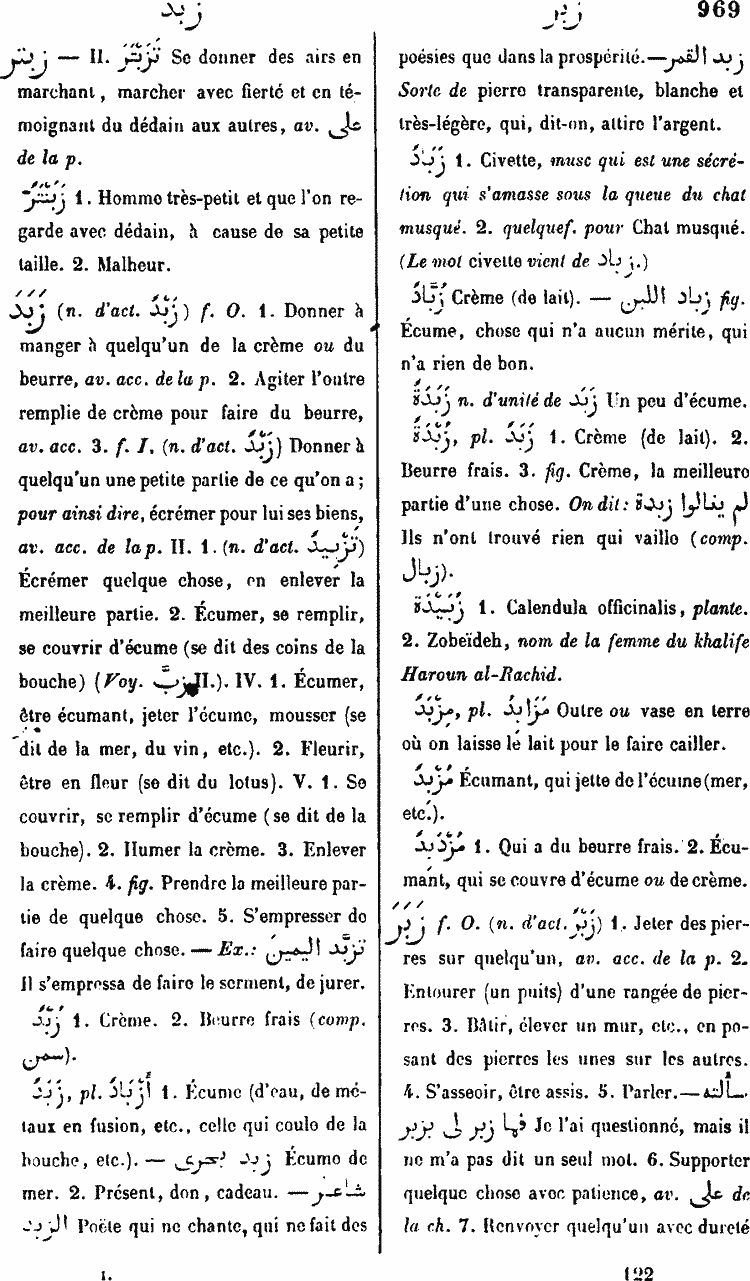 زبد
زبر 969
زبتر — II. تَزَبْتَرَ Se donner des airs en
marchant, marcher avec fierté et en té-
moignant du dédain aux autres, av. على
de la p.
زَبَنْتَرٌ 1. Homme très-petit et que l'on re-
garde avec dédain, à cause de sa petite
taille. 2. Malheur.
زَبَدَ (n. d'act. زَبْدٌ) f. O. 1. Donner à
manger à quelqu'un de la crème ou du
beurre, av. acc. de la p. 2. Agiter l'outre
remplie de crème pour faire du beurre,
av. acc. 3. f. I. (n. d'act. زَبْدٌ) Donner à
quelqu'un une petite partie de ce qu'on a;
pour ainsi dire, écrémer pour lui ses biens,
av. acc. de la p. II. 1. (n. d'act. تَزْبِيدٌ)
Écrémer quelque chose, en enlever la
meilleure partie. 2. Écumer, se remplir,
se couvrir d'écume (se dit des coins de la
bouche) (Voy. زبّ II.). IV. 1. Écumer,
être écumant, jeter l'écume, mousser (se
dit de la mer, du vin, etc.). 2. Fleurir,
être en fleur (se dit du lotus). V. 1. Se
couvrir, se remplir d'écume (se dit de la
bouche). 2. Humer la crème. 3. Enlever
la crème. 4. fig. Prendre la meilleure par-
tie de quelque chose. 5. S'empresser de
faire quelque chose. — Ex.: تزبَّد اليمينَ
Il s'empressa de faire le serment, de jurer.
زُبْدٌ 1. Crème. 2. Beurre frais (comp.
سمن).
زَبَدٌ, pl. أَزْبَادٌ 1. Écume (d'eau, de mé-
taux en fusion, etc., celle qui coule de la
bouche, etc.). — زبد بحرى Écume de
mer. 2. Présent, don, cadeau. — شاعر
الزبد Poëte qui ne chante, qui ne fait des
poésies que dans la prospérité. — زبد القمر
Sorte de pierre transparente, blanche et
très-légère, qui, dit-on, attire l'argent.
زَبَادٌ 1. Civette, musc qui est une sécré-
tion qui s'amasse sous la queue du chat
musqué. 2. quelquef. pour Chat musqué.
(Le mot civette vient de زباد.)
زُبَّادٌ Crème (de lait). — زباد اللبن fig.
Écume, chose qui n'a aucun mérite, qui
n'a rien de bon.
زَبَدَةٌ n. d'unité de زبد Un peu d'écume.
زُبْدَةٌ, pl. زُبَدٌ 1. Crème (de lait). 2.
Beurre frais. 3. fig. Crème, la meilleure
partie d'une chose. On dit: لم ينالوا زبدة
Ils n'ont trouvé rien qui vaille (comp.
زبال).
زُبَيْدَةٌ 1. Calendula officinalis, plante.
2. Zobeïdeh, nom de la femme du khalife
Haroun al-Rachid.
مِزْبَدٌ, pl. مَزَابِدُ Outre ou vase en terre
où on laisse le lait pour le faire cailler.
مُزْبِدٌ Écumant, qui jette de l'écume (mer,
etc.).
مُزْدَبِدٌ 1. Qui a du beurre frais. 2. Écu-
mant, qui se couvre d'écume ou de crème.
زَبَرَ f. O. (n. d'act. زَبْرٌ) 1. Jeter des pier-
res sur quelqu'un, av. acc. de la p. 2.
Entourer (un puits) d'une rangée de pier-
res. 3. Bâtir, élever un mur, etc., en po-
sant des pierres les unes sur les autres.
4. S'asseoir, être assis. 5. Parler. — سألته
فما زبر لى بزبر Je l'ai questionné, mais il
ne m'a pas dit un seul mot. 6. Supporter
quelque chose avec patience, av. على de
la ch. 7. Renvoyer quelqu'un avec dureté
I. 122